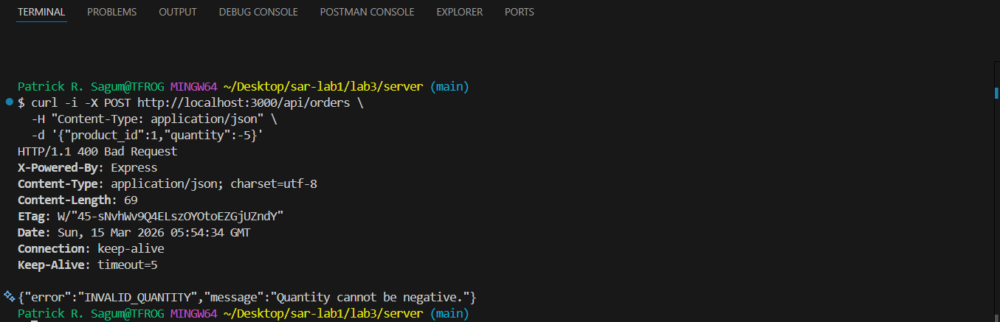 TERMINAL PROBLEMS OUTPUT DEBUG CONSOLE POSTMAN CONSOLE EXPLORER PORTS
Patrick R. Sagum@TFROG MINGW64 ~/Desktop/sar-lab1/lab3/server (main)
$ curl -i -X POST http://localhost:3000/api/orders \
-H "Content-Type: application/json" \
-d '{"product_id":1,"quantity":-5}'
HTTP/1.1 400 Bad Request
X-Powered-By: Express
Content-Type: application/json; charset=utf-8
Content-Length: 69
ETag: W/"45-sNvhWv9Q4ELszOYOtoEZGjUZndY"
Date: Sun, 15 Mar 2026 05:54:34 GMT
Connection: keep-alive
Keep-Alive: timeout=5
{"error":"INVALID_QUANTITY","message":"Quantity cannot be negative."}
Patrick R. Sagum@TFROG MINGW64 ~/Desktop/sar-lab1/lab3/server (main)